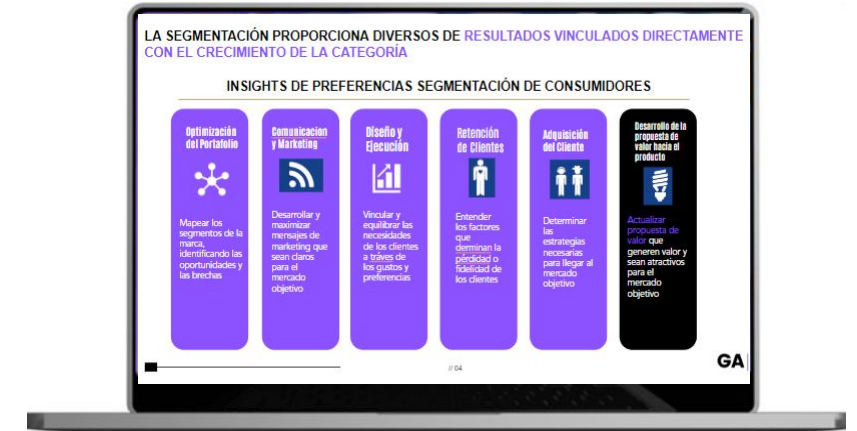 LA SEGMENTACIÓN PROPORCIONA DIVERSOS DE RESULTADOS VINCULADOS DIRECTAMENTE
CON EL CRECIMIENTO DE LA CATEGORÍA
INSIGHTS DE PREFERENCIAS SEGMENTACIÓN DE CONSUMIDORES
Optimización
del Portafolio
Mapear los
segmentos de la
marca,
identificando las
oportunidades y
las brechas
Comunicacion
y Marketing
Desarrollar y
maximizar
mensajes de
marketing que
sean claros
para el
mercado
objetivo
Diseño y
Ejecución
Vincular y
equilibrar las
necesidades
de los clientes
a tráves de
los gustos y
preferencias
Retención
de Clientes
Entender
los factores
que
derminan la
pérdidad o
fidelidad de
los clientes
Adquisición
del Cliente
Determinar
las
estrategias
necesarias
para llegar al
mercado
objetivo
Desarrollo de la
propuesta de
valor hacia el
producto
Actualizar
propuesta de
valor que
generen valor y
sean atractivos
para el
mercado
objetivo
// 04
GA